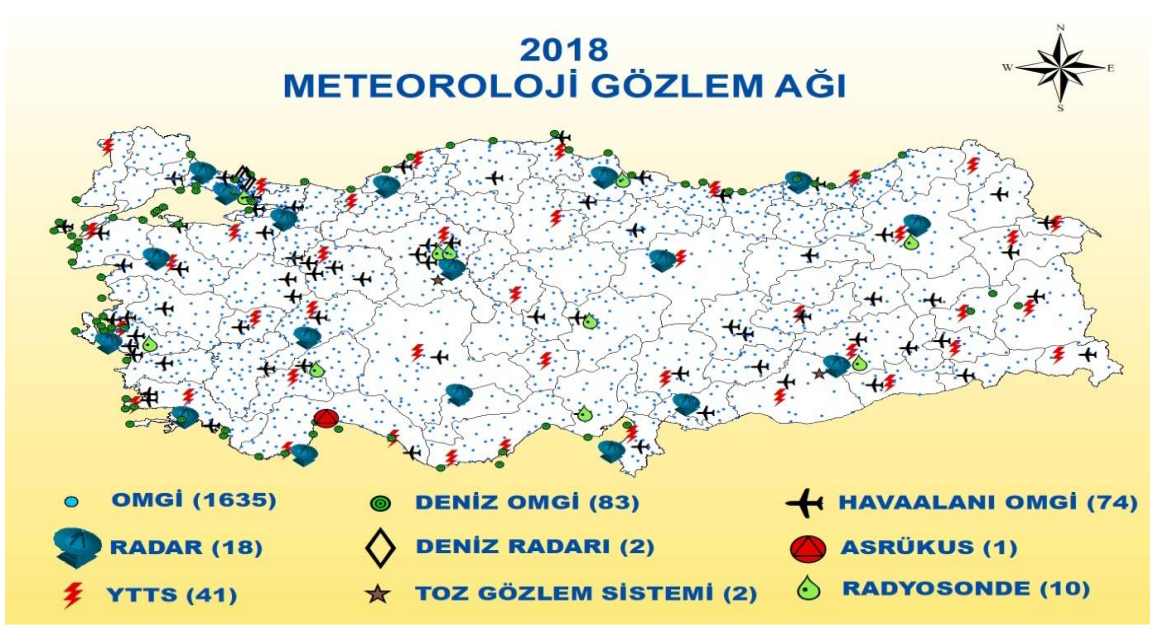 2018
METEOROLOJİ GÖZLEM AĞI
N
W E
S
OMGİ (1635)
DENİZ OMGİ (83)
HAVAALANI OMGİ (74)
RADAR (18)
DENİZ RADARI (2)
ASRÜKUS (1)
YTTS (41)
TOZ GÖZLEM SİSTEMİ (2)
RADYOSONDE (10)